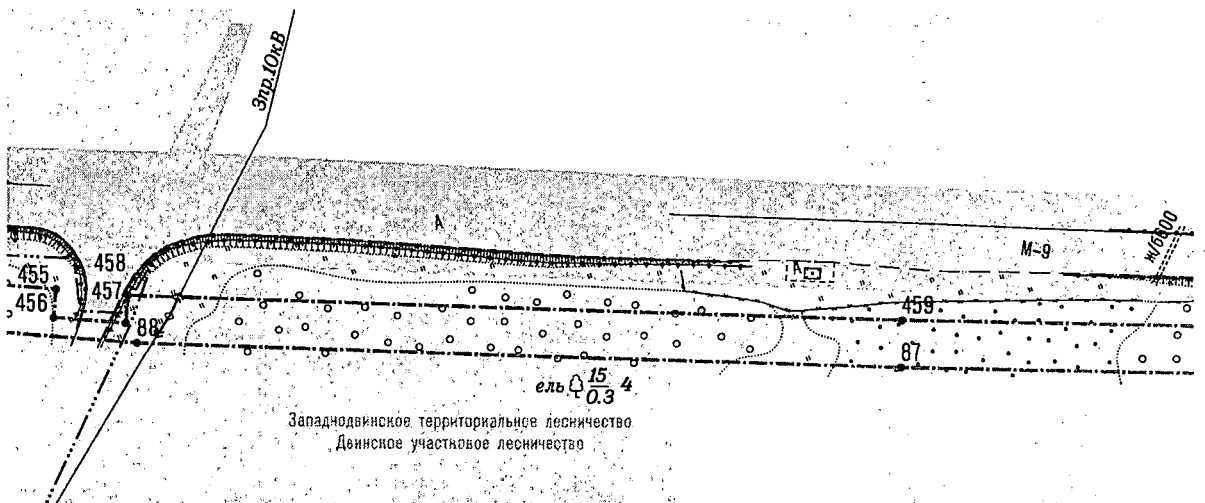 3пр.10кВ
А
М-9
ж/б600
А
455
458
457
456
88
459
87
ель 15/0.3 4
Западнодвинское территориальное лесничество
Двинское участковое лесничество